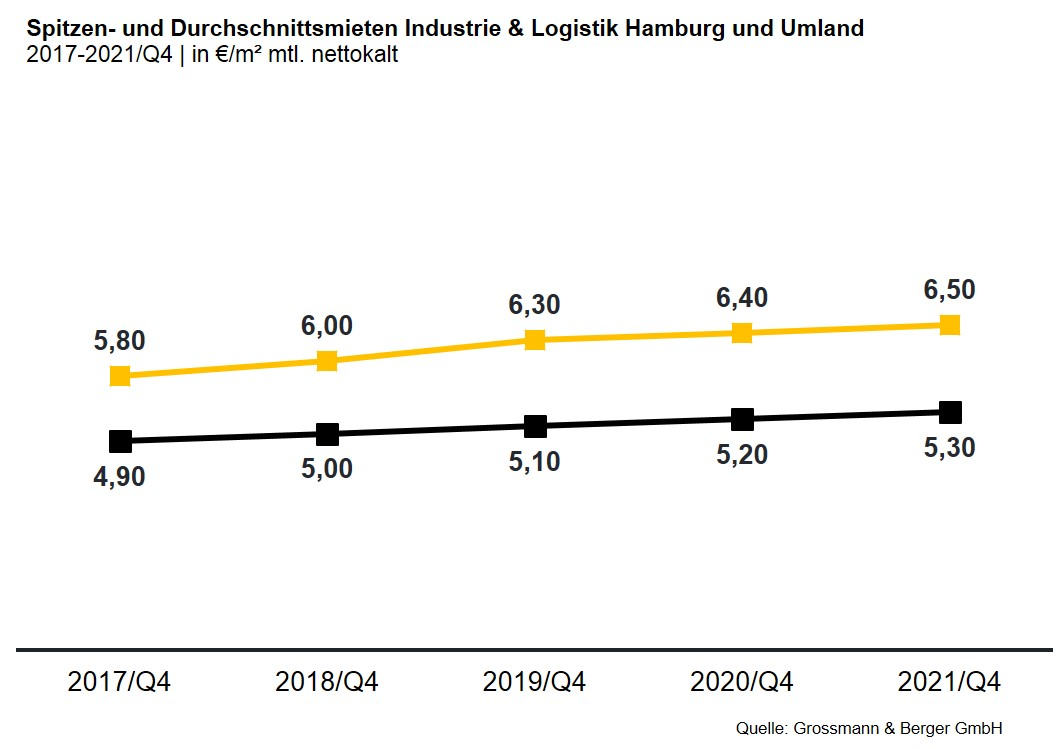 Spitzen- und Durchschnittsmieten Industrie & Logistik Hamburg und Umland
2017-2021/Q4 | in €/m² mtl. nettokalt
5,80
6,00
6,30
6,40
6,50
4,90
5,00
5,10
5,20
5,30
2017/Q4
2018/Q4
2019/Q4
2020/Q4
2021/Q4
Quelle: Grossmann & Berger GmbH